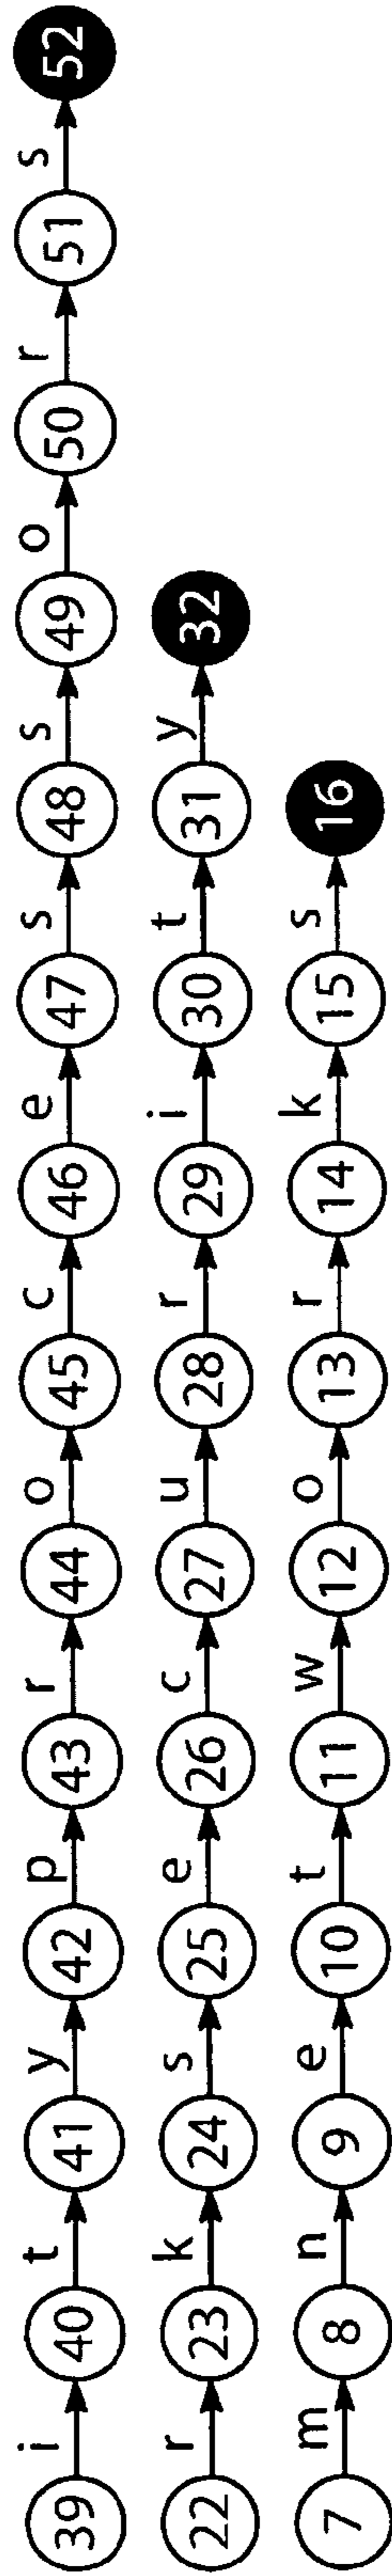 i t y p r o c e s s o r s
39 40 41 42 43 44 45 46 47 48 49 50 51 52
r k s e c u r i t y
22 23 24 25 26 27 28 29 30 31 32
m n e t w o r k s
7 8 9 10 11 12 13 14 15 16